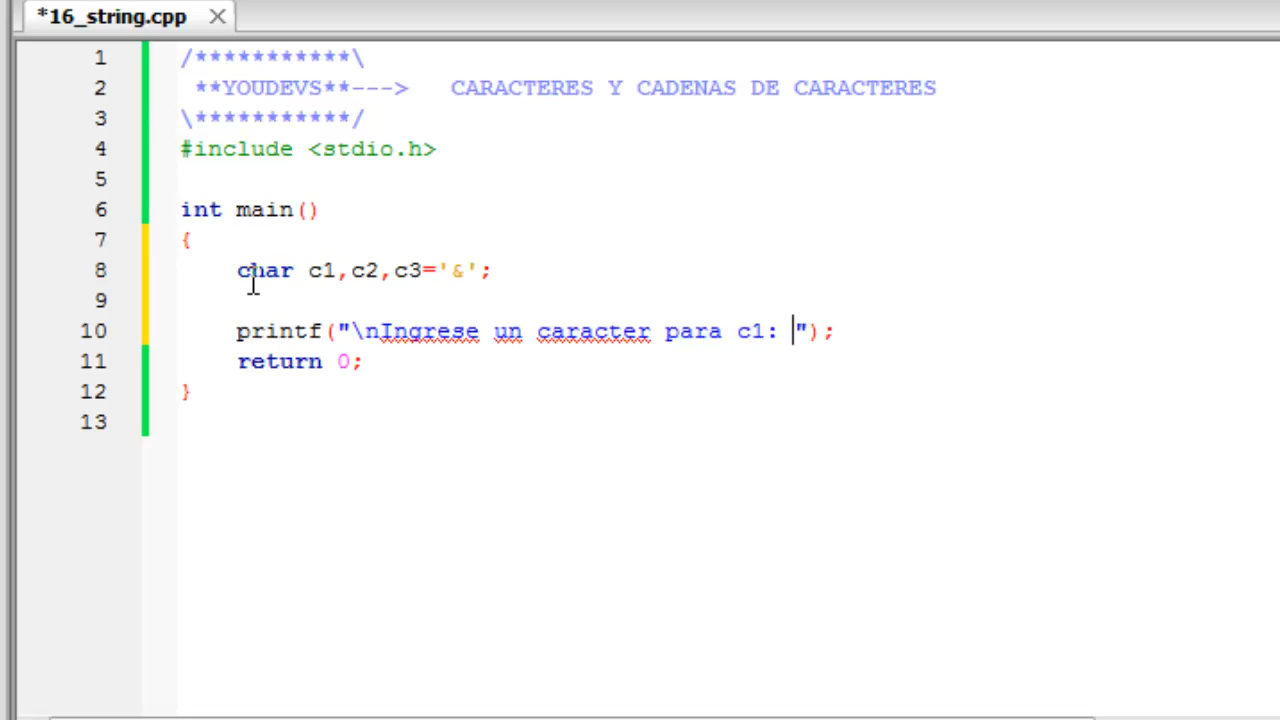 *16_string.cpp
1 /***********\
2 **YOUDEVS**---> CARACTERES Y CADENAS DE CARACTERES
3 \***********/
4 #include <stdio.h>
5
6 int main()
7 {
8 char c1,c2,c3='&';
9
10 printf("\nIngrese un caracter para c1: ");
11 return 0;
12 }
13